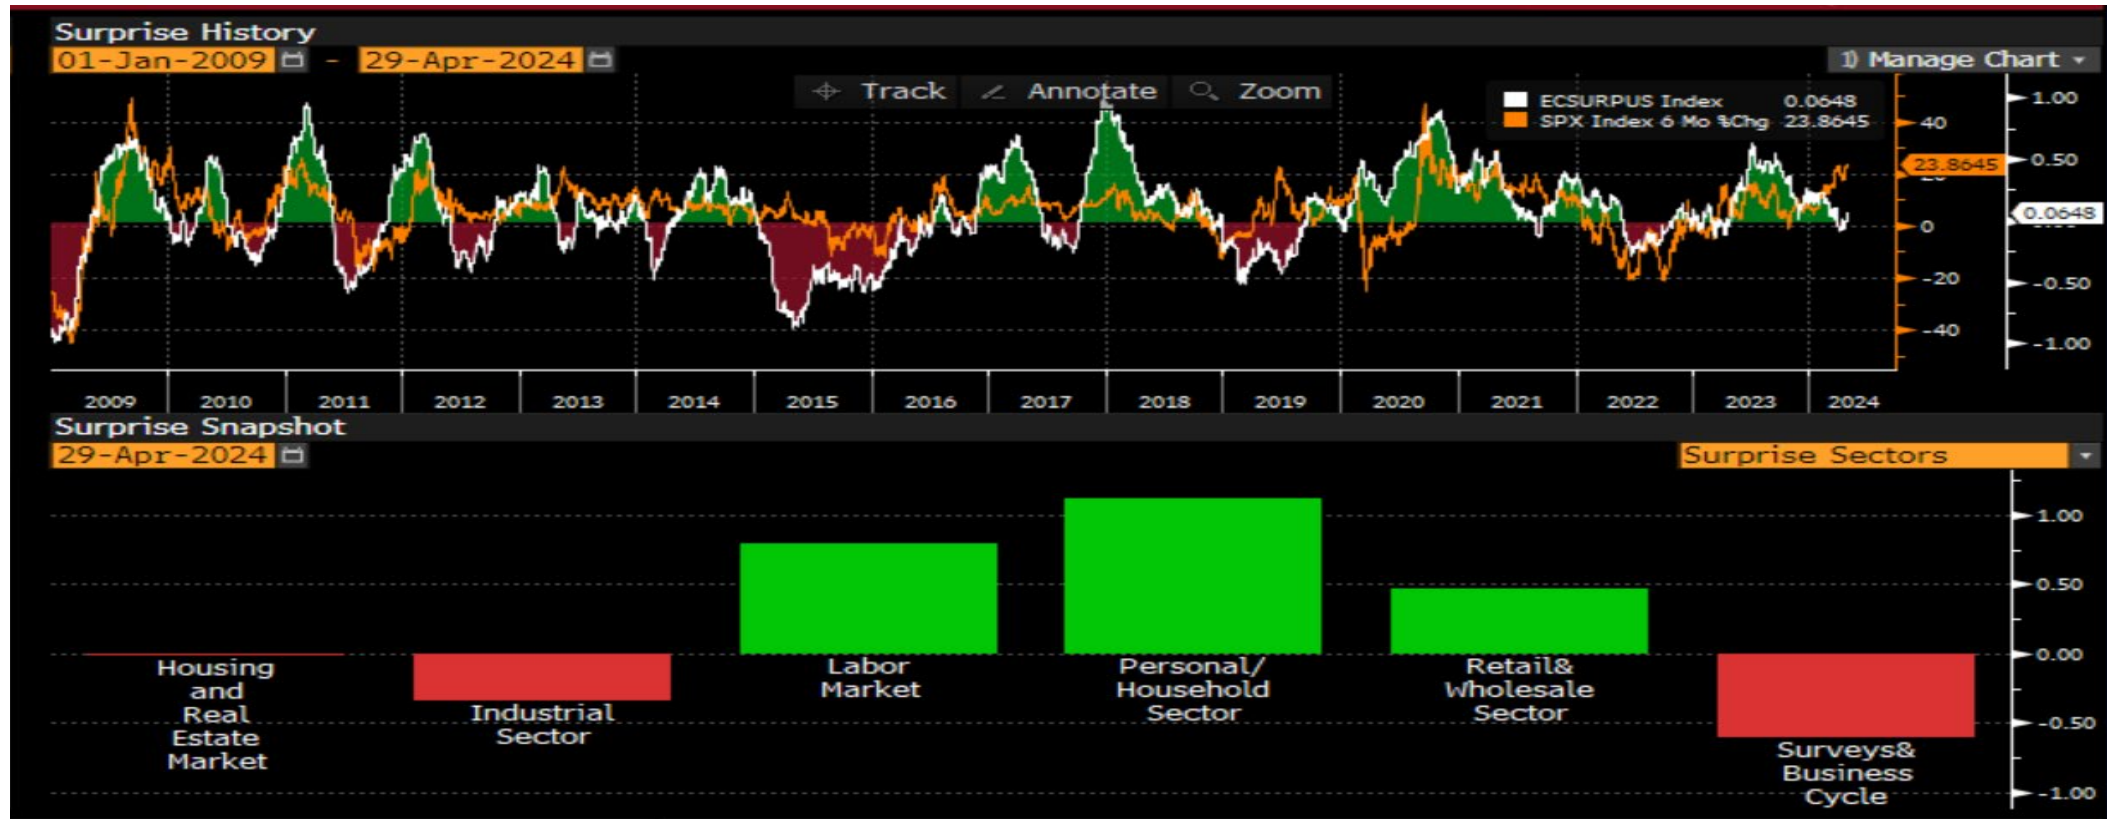 Surprise History
01-Jan-2009 - 29-Apr-2024
1) Manage Chart
Track Annotate Zoom
ECSURPUS Index 0.0648
SPX Index 6 Mo %Chg 23.8645
40
23.8645
0
-20
-40
1.00
0.50
0.0648
-0.50
-1.00
2009 2010 2011 2012 2013 2014 2015 2016 2017 2018 2019 2020 2021 2022 2023 2024
Surprise Snapshot
29-Apr-2024
Surprise Sectors
1.00
0.50
0.00
-0.50
-1.00
Housing
and
Real
Estate
Market
Industrial
Sector
Labor
Market
Personal/
Household
Sector
Retail&
Wholesale
Sector
Surveys&
Business
Cycle